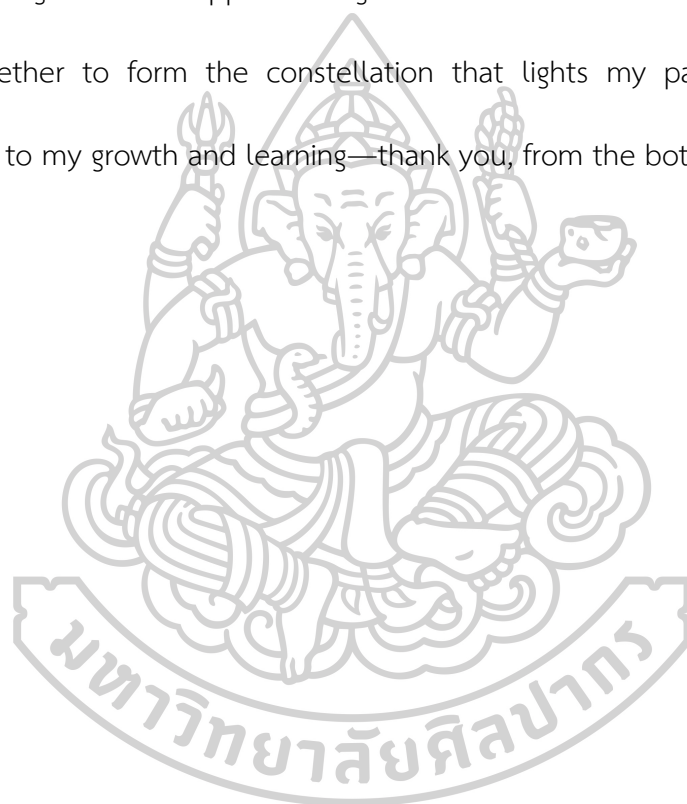 ether to form the constellation that lights my pa
to my growth and learning—thank you, from the bot
มหาวิทยาลัยศิลปากร